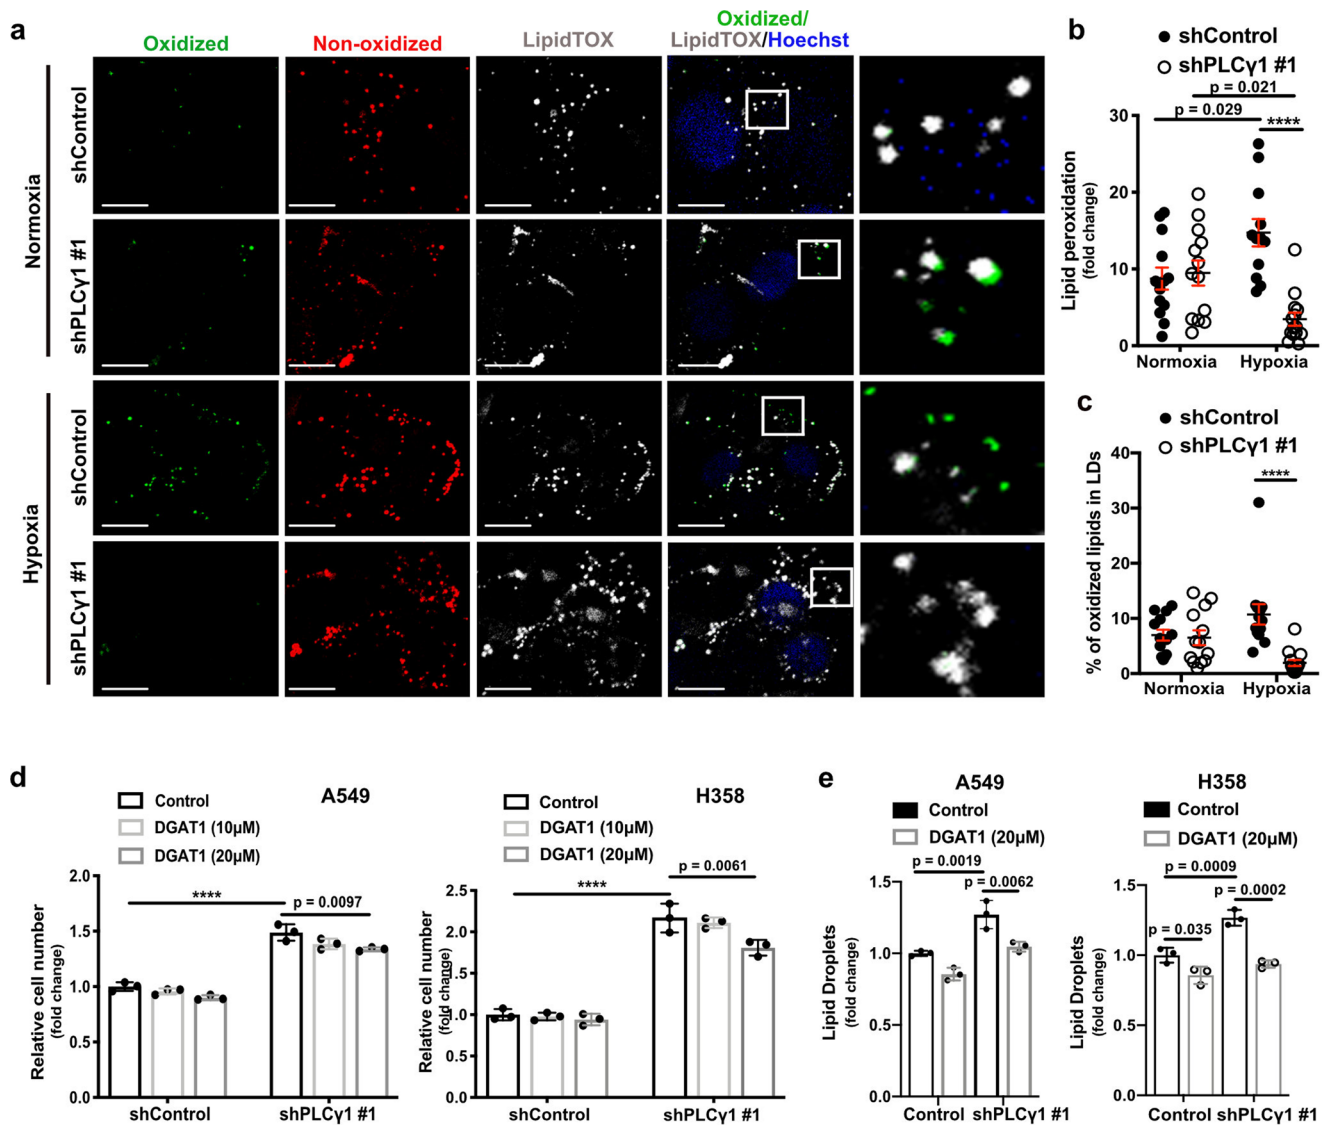 a
Oxidized
Non-oxidized
LipidTOX
Oxidized/
LipidTOX/Hoechst
Normoxia
shControl
shPLCγ1 #1
Hypoxia
shControl
shPLCγ1 #1
b
shControl
shPLCγ1 #1
p = 0.021
p = 0.029
****
Lipid peroxidation
(fold change)
30
20
10
0
Normoxia
Hypoxia
c
shControl
shPLCγ1 #1
****
% of oxidized lipids in LDs
40
30
20
10
0
Normoxia
Hypoxia
d
A549
Control
DGAT1 (10μM)
DGAT1 (20μM)
****
p = 0.0097
Relative cell number
(fold change)
2.0
1.5
1.0
0.5
0.0
shControl
shPLCγ1 #1
H358
Control
DGAT1 (10μM)
DGAT1 (20μM)
****
p = 0.0061
Relative cell number
(fold change)
2.5
2.0
1.5
1.0
0.5
0.0
shControl
shPLCγ1 #1
e
A549
Control
DGAT1 (20μM)
p = 0.0019
p = 0.0062
Lipid Droplets
(fold change)
1.5
1.0
0.5
0.0
Control
shPLCγ1 #1
H358
Control
DGAT1 (20μM)
p = 0.0009
p = 0.0002
p = 0.035
Lipid Droplets
(fold change)
1.5
1.0
0.5
0.0
Control
shPLCγ1 #1